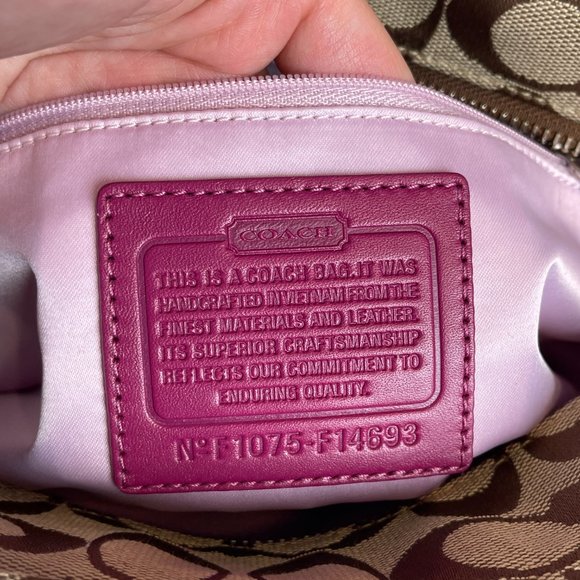 COACH
THIS IS A COACH BAG.IT WAS
HANDCRAFTED IN VIETNAM FROM THE
FINEST MATERIALS AND LEATHER.
ITS SUPERIOR CRAFTSMANSHIP
REFLECTS OUR COMMITMENT TO
ENDURING QUALITY.
Nº F1075-F14693